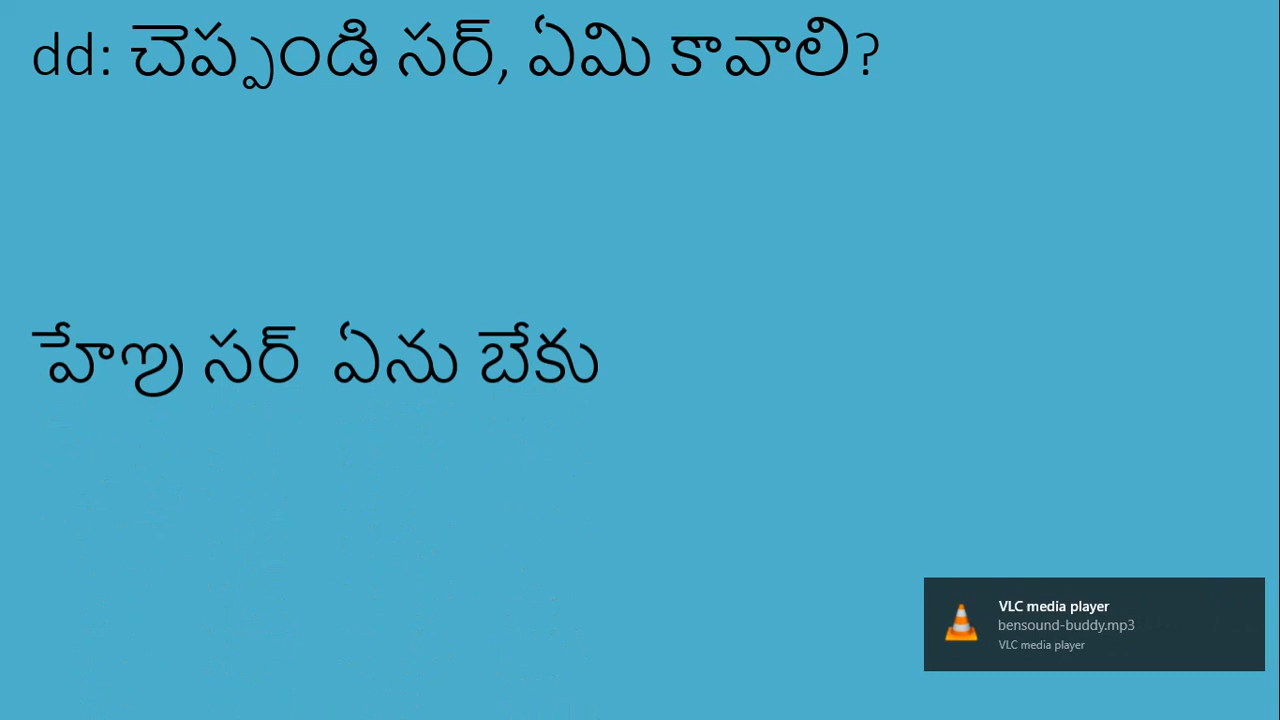 dd: చెప్పండి సర్, ఏమి కావాలి?
హేళ్రి సర్ ఏను బేకు
VLC media player
bensound-buddy.mp3
VLC media player